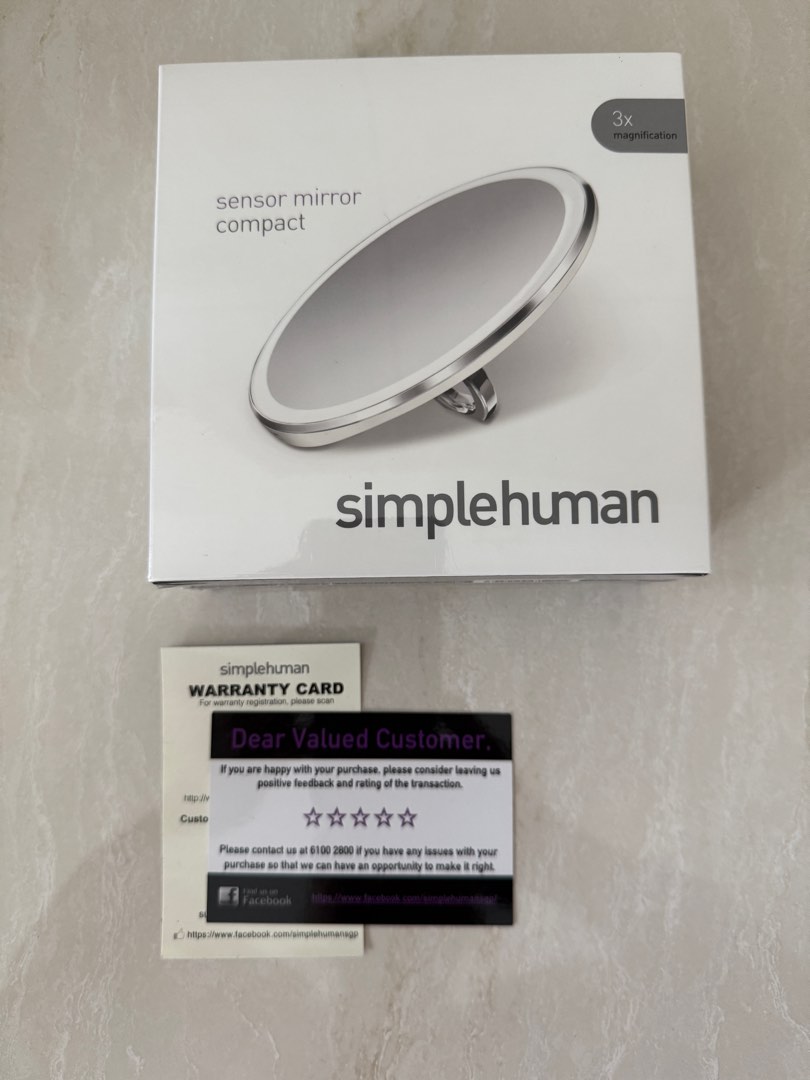 3x
magnification
sensor mirror
compact
simplehuman
simplehuman
WARRANTY CARD
For warranty registration, please scan
Dear Valued Customer,
If you are happy with your purchase, please consider leaving us
positive feedback and rating of the transaction.
http://
Custo
Please contact us at 6100 2800 if you have any issues with your
purchase so that we can have an opportunity to make it right.
Find us on
Facebook
https://www.facebook.com/simplehumansgp/
https://www.facebook.com/simplehumansgp